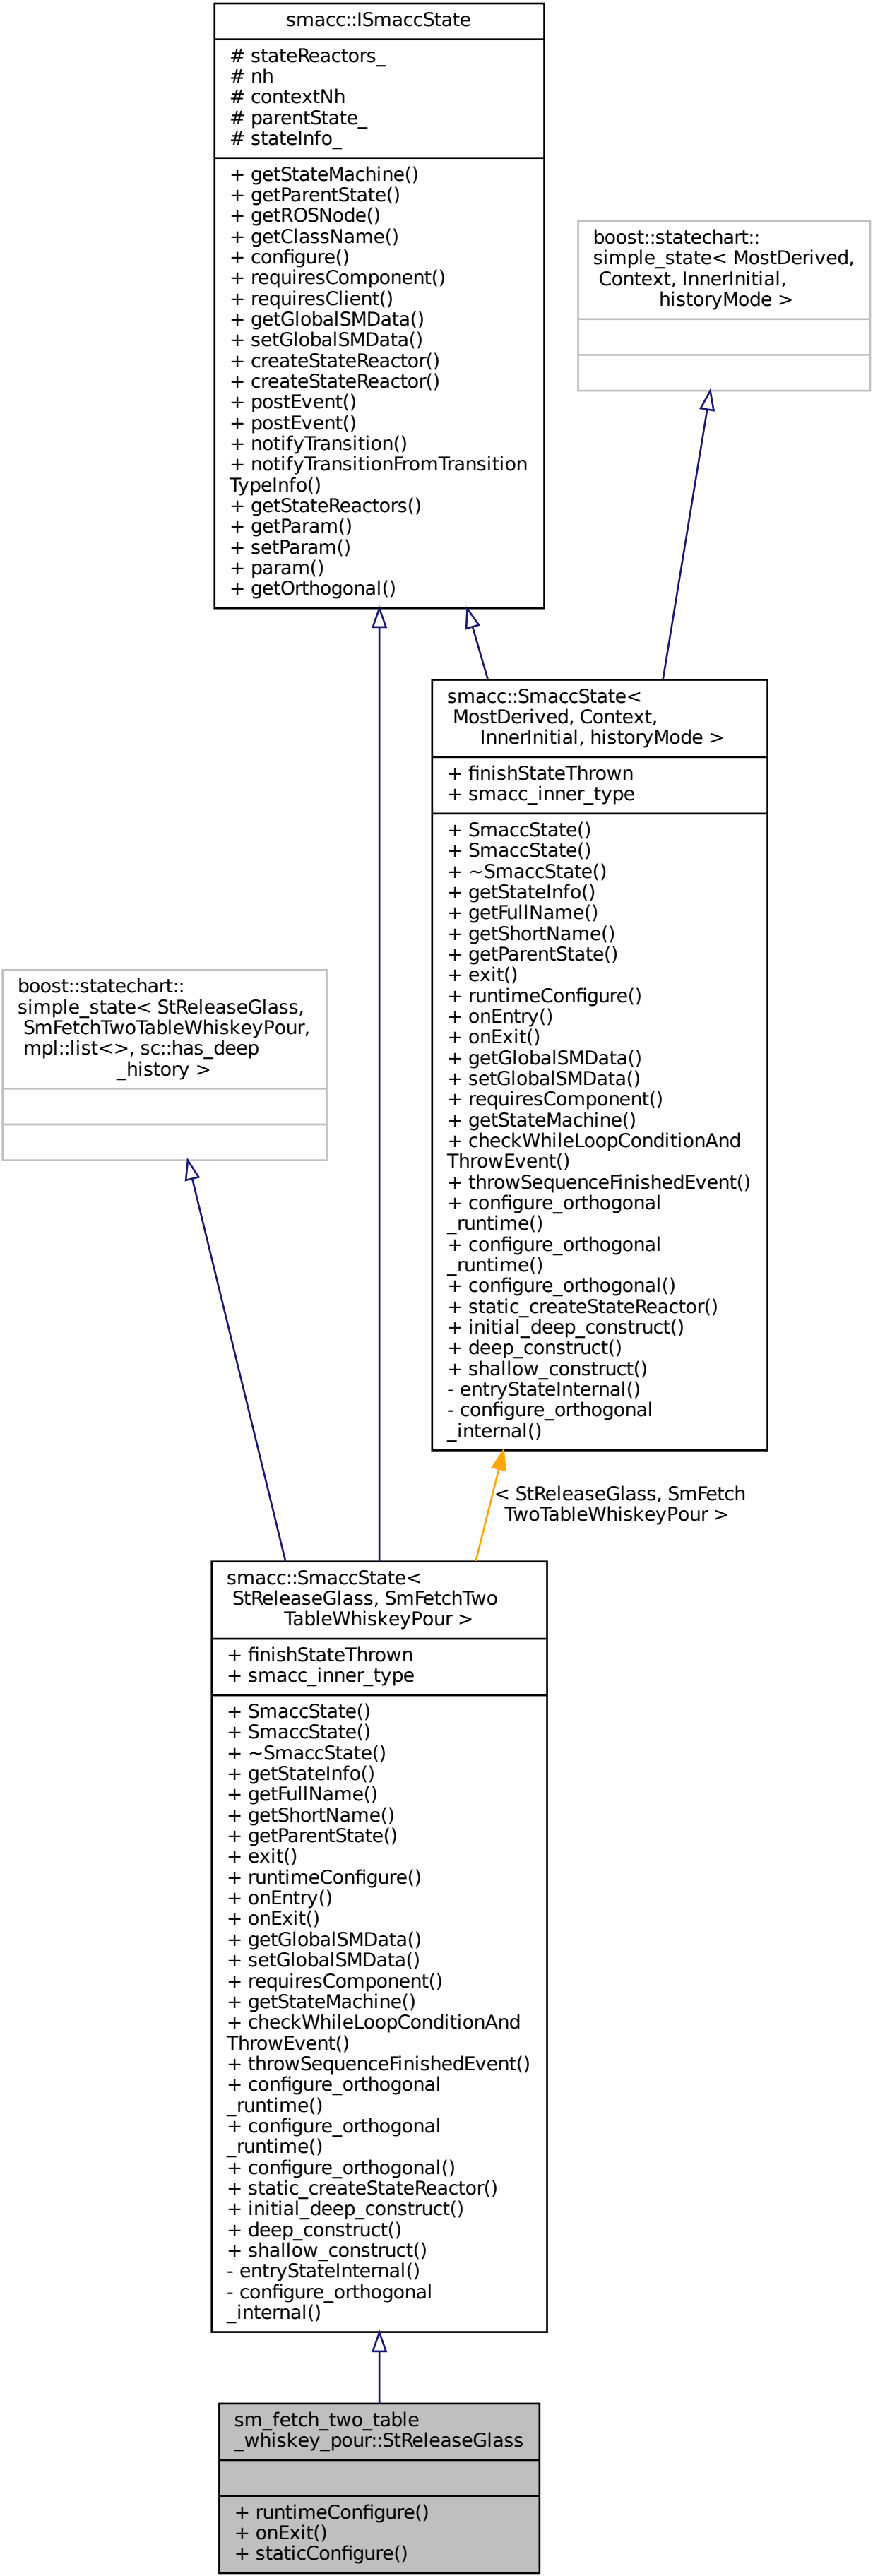 smacc::ISmaccState
# stateReactors_
# nh
# contextNh
# parentState_
# stateInfo_
+ getStateMachine()
+ getParentState()
+ getROSNode()
+ getClassName()
+ configure()
+ requiresComponent()
+ requiresClient()
+ getGlobalSMData()
+ setGlobalSMData()
+ createStateReactor()
+ createStateReactor()
+ postEvent()
+ postEvent()
+ notifyTransition()
+ notifyTransitionFromTransition
TypeInfo()
+ getStateReactors()
+ getParam()
+ setParam()
+ param()
+ getOrthogonal()
boost::statechart::
simple_state< MostDerived,
Context, InnerInitial,
historyMode >
smacc::SmaccState<
MostDerived, Context,
InnerInitial, historyMode >
+ finishStateThrown
+ smacc_inner_type
+ SmaccState()
+ SmaccState()
+ ~SmaccState()
+ getStateInfo()
+ getFullName()
+ getShortName()
+ getParentState()
+ exit()
+ runtimeConfigure()
+ onEntry()
+ onExit()
+ getGlobalSMData()
+ setGlobalSMData()
+ requiresComponent()
+ getStateMachine()
+ checkWhileLoopConditionAnd
ThrowEvent()
+ throwSequenceFinishedEvent()
+ configure_orthogonal
_runtime()
+ configure_orthogonal
_runtime()
+ configure_orthogonal()
+ static_createStateReactor()
+ initial_deep_construct()
+ deep_construct()
+ shallow_construct()
- entryStateInternal()
- configure_orthogonal
_internal()
boost::statechart::
simple_state< StReleaseGlass,
SmFetchTwoTableWhiskeyPour,
mpl::list<>, sc::has_deep
_history >
< StReleaseGlass, SmFetch
TwoTableWhiskeyPour >
smacc::SmaccState<
StReleaseGlass, SmFetchTwo
TableWhiskeyPour >
+ finishStateThrown
+ smacc_inner_type
+ SmaccState()
+ SmaccState()
+ ~SmaccState()
+ getStateInfo()
+ getFullName()
+ getShortName()
+ getParentState()
+ exit()
+ runtimeConfigure()
+ onEntry()
+ onExit()
+ getGlobalSMData()
+ setGlobalSMData()
+ requiresComponent()
+ getStateMachine()
+ checkWhileLoopConditionAnd
ThrowEvent()
+ throwSequenceFinishedEvent()
+ configure_orthogonal
_runtime()
+ configure_orthogonal
_runtime()
+ configure_orthogonal()
+ static_createStateReactor()
+ initial_deep_construct()
+ deep_construct()
+ shallow_construct()
- entryStateInternal()
- configure_orthogonal
_internal()
sm_fetch_two_table
_whiskey_pour::StReleaseGlass
+ runtimeConfigure()
+ onExit()
+ staticConfigure()